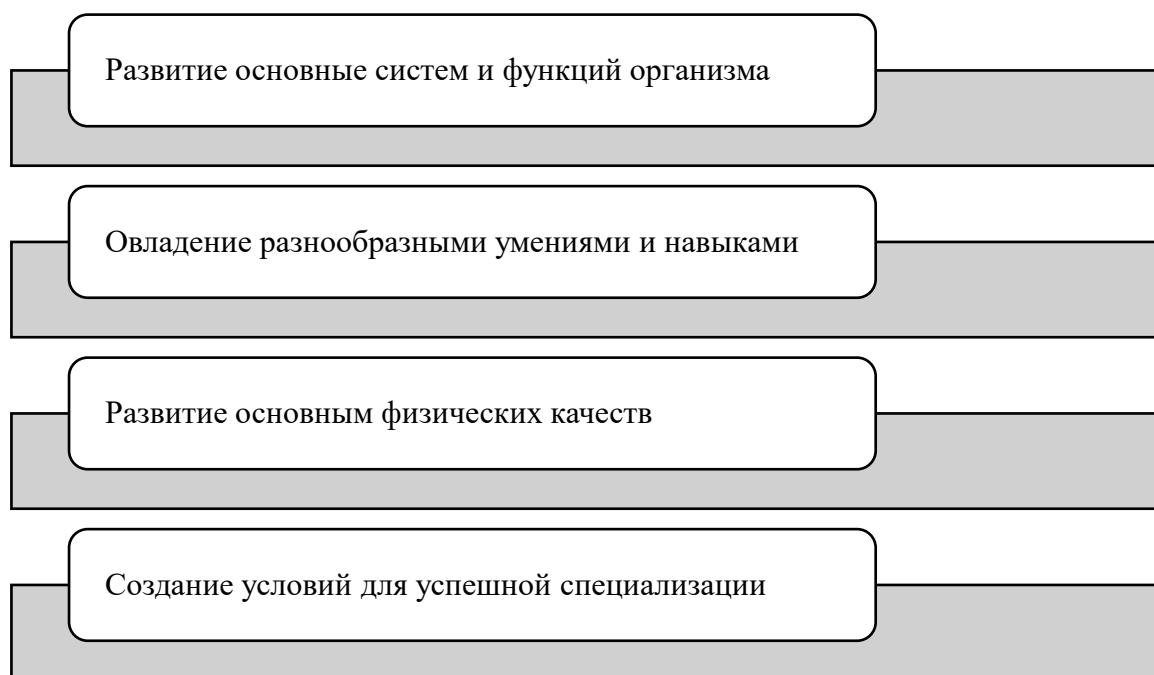 Развитие основные систем и функций организма
Овладение разнообразными умениями и навыками
Развитие основным физических качеств
Создание условий для успешной специализации